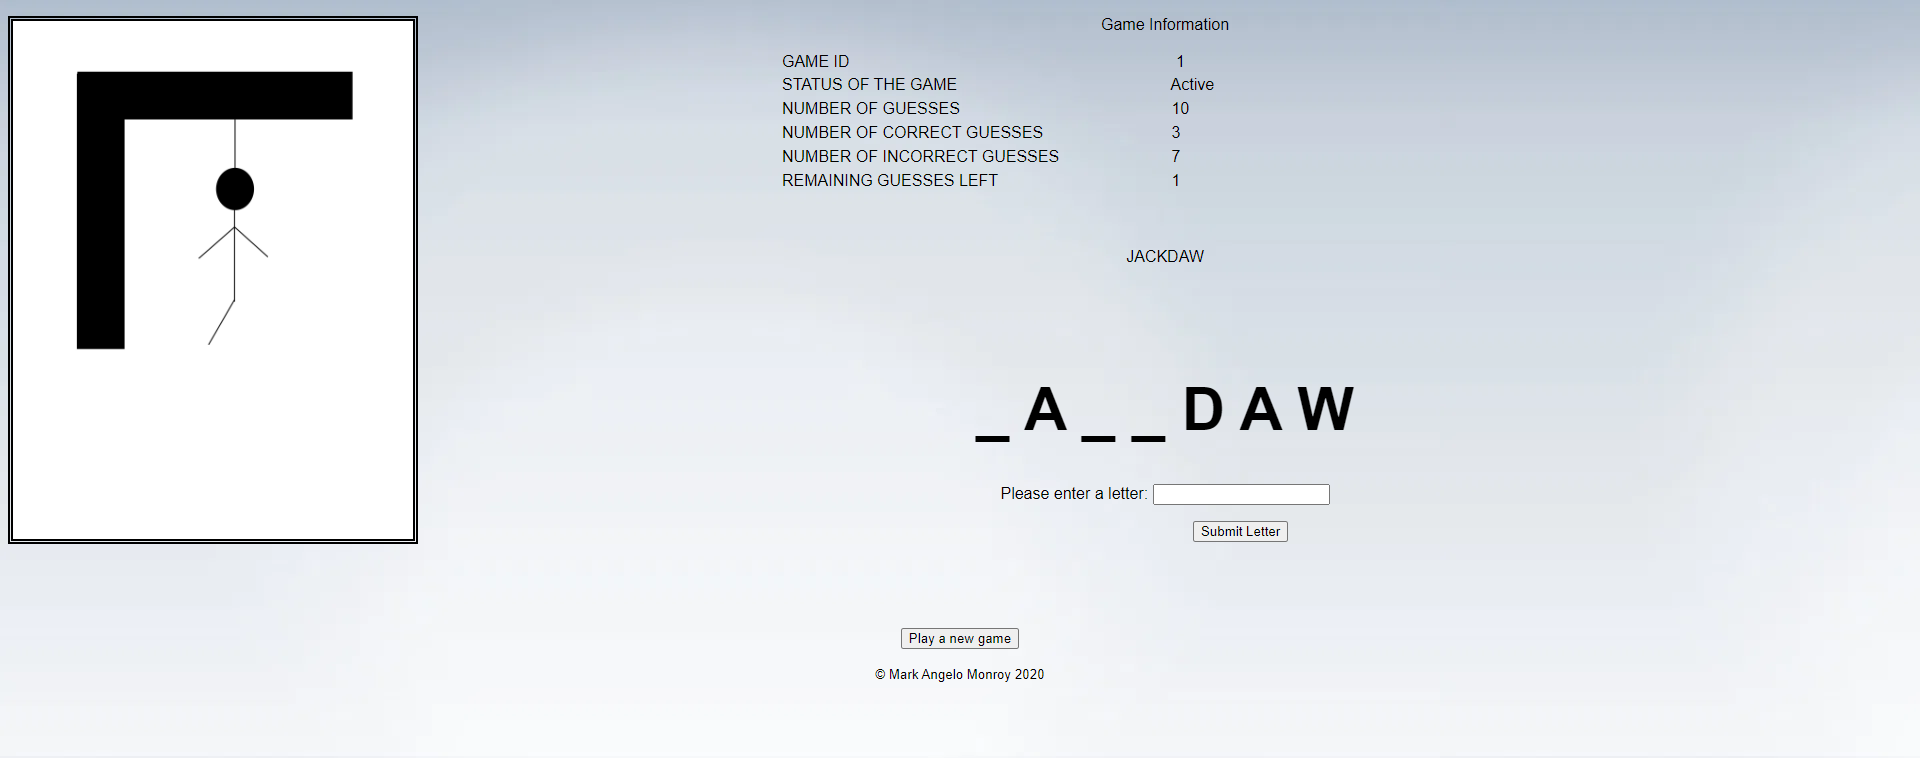 Game Information
GAME ID 1
STATUS OF THE GAME Active
NUMBER OF GUESSES 10
NUMBER OF CORRECT GUESSES 3
NUMBER OF INCORRECT GUESSES 7
REMAINING GUESSES LEFT 1
JACKDAW
_ A _ _ D A W
Please enter a letter:
Submit Letter
Play a new game
© Mark Angelo Monroy 2020